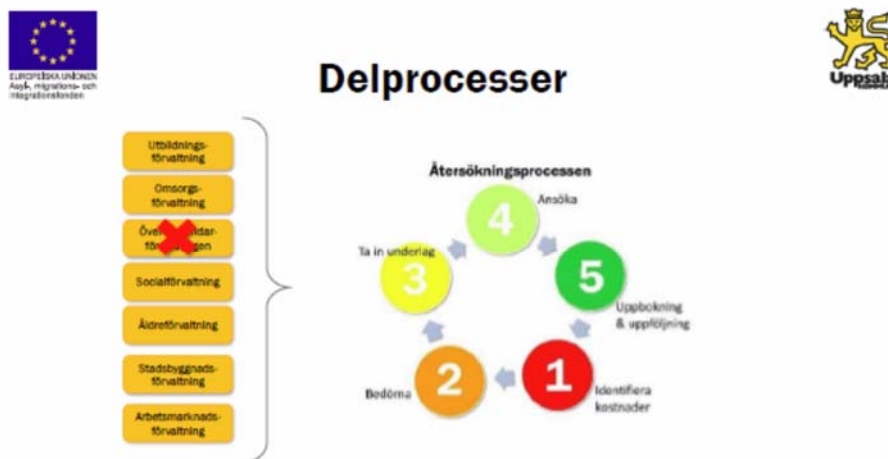 EUROPEISKA UNIONEN
Asyl-, migrations- och
integrationsfonden
Delprocesser
Uppsala
Utbildnings-
förvaltning
Omsorgs-
förvaltning
Socialförvaltning
Äldreförvaltning
Stadsbyggnads-
förvaltning
Arbetsmarknads-
förvaltning
Återsökningsprocessen
4
Ansöka
Ta in underlag
3
5
Uppbokning
& uppföljning
2
Bedöma
1
Identifiera
kostnader